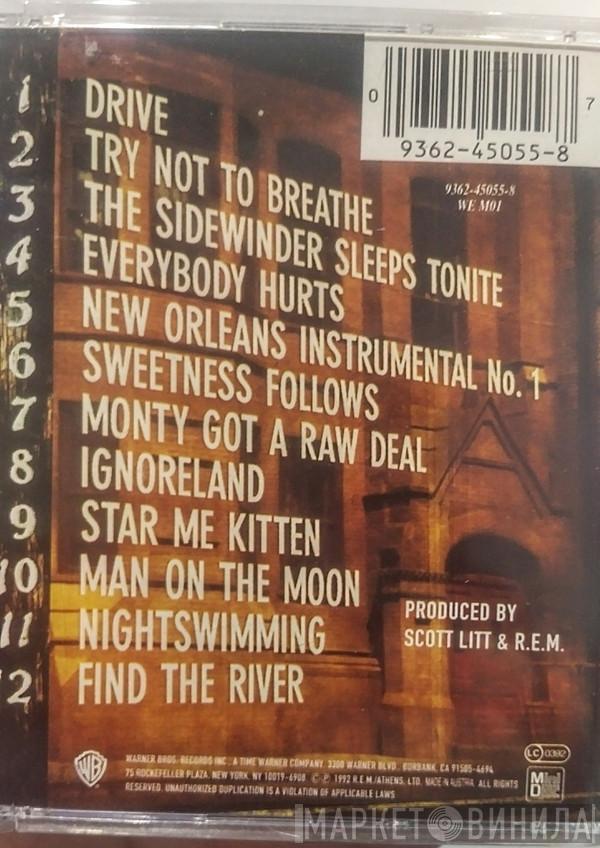 1 DRIVE
2 TRY NOT TO BREATHE
3 THE SIDEWINDER SLEEPS TONITE
4 EVERYBODY HURTS
5 NEW ORLEANS INSTRUMENTAL No. 1
6 SWEETNESS FOLLOWS
7 MONTY GOT A RAW DEAL
8 IGNORELAND
9 STAR ME KITTEN
10 MAN ON THE MOON
11 NIGHTSWIMMING
12 FIND THE RIVER
0 7
9362-45055-8
9362-45055-8
WE M01
PRODUCED BY
SCOTT LITT & R.E.M.
WB
WARNER BROS. RECORDS INC., A TIME WARNER COMPANY. 3300 WARNER BLVD., BURBANK, CA 91505-4694
75 ROCKEFELLER PLAZA, NEW YORK, NY 10019-6908 © ℗ 1992 R.E.M./ATHENS, LTD. MADE IN AUSTRIA. ALL RIGHTS
RESERVED. UNAUTHORIZED DUPLICATION IS A VIOLATION OF APPLICABLE LAWS
LC 0392
Mini
Disc
МАРКЕТ ВИНИЛА